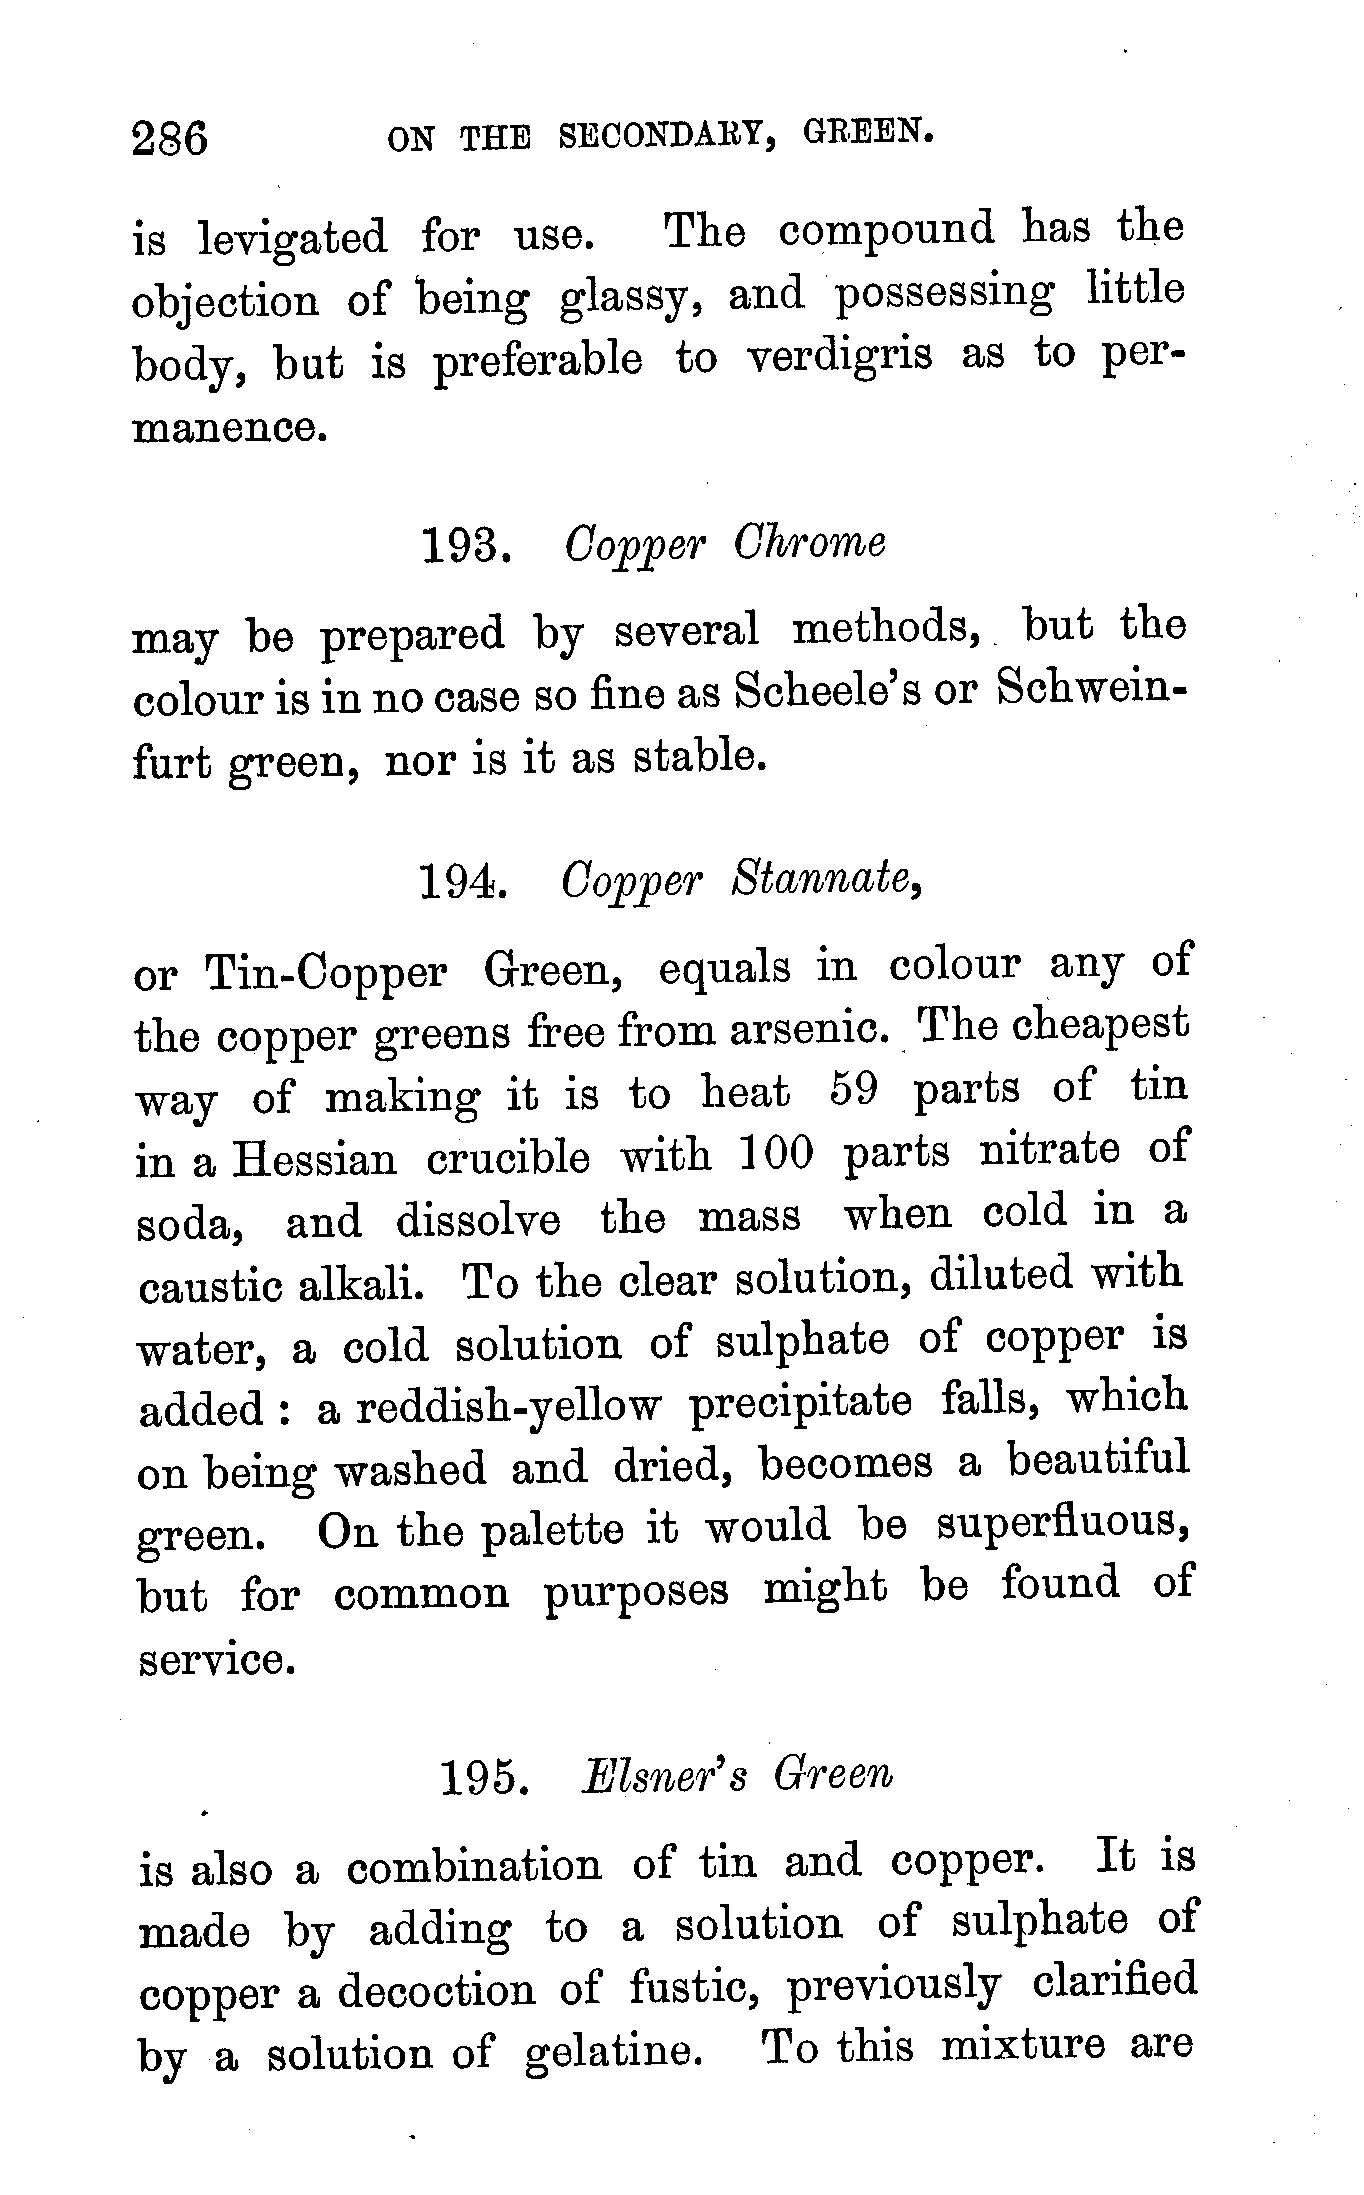 286 ON THE SECONDARY, GREEN.
is levigated for use. The compound has the
objection of being glassy, and possessing little
body, but is preferable to verdigris as to per-
manence.
193. Copper Chrome
may be prepared by several methods, but the
colour is in no case so fine as Scheele's or Schwein-
furt green, nor is it as stable.
194. Copper Stannate,
or Tin-Copper Green, equals in colour any of
the copper greens free from arsenic. The cheapest
way of making it is to heat 59 parts of tin
in a Hessian crucible with 100 parts nitrate of
soda, and dissolve the mass when cold in a
caustic alkali. To the clear solution, diluted with
water, a cold solution of sulphate of copper is
added : a reddish-yellow precipitate falls, which
on being washed and dried, becomes a beautiful
green. On the palette it would be superfluous,
but for common purposes might be found of
service.
195. Elsner's Green
is also a combination of tin and copper. It is
made by adding to a solution of sulphate of
copper a decoction of fustic, previously clarified
by a solution of gelatine. To this mixture are